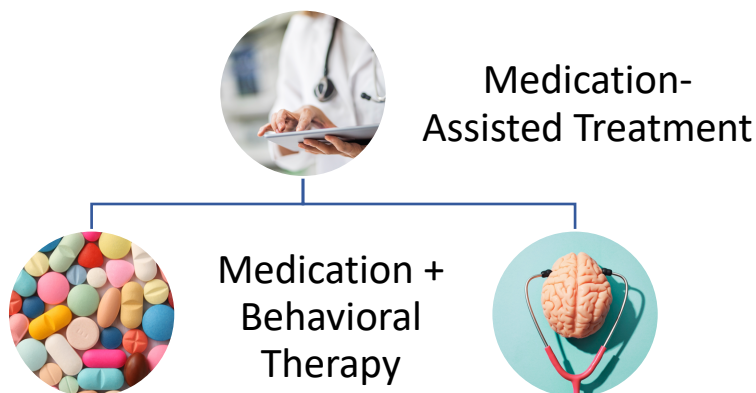 Medication-
Assisted Treatment
Medication +
Behavioral
Therapy